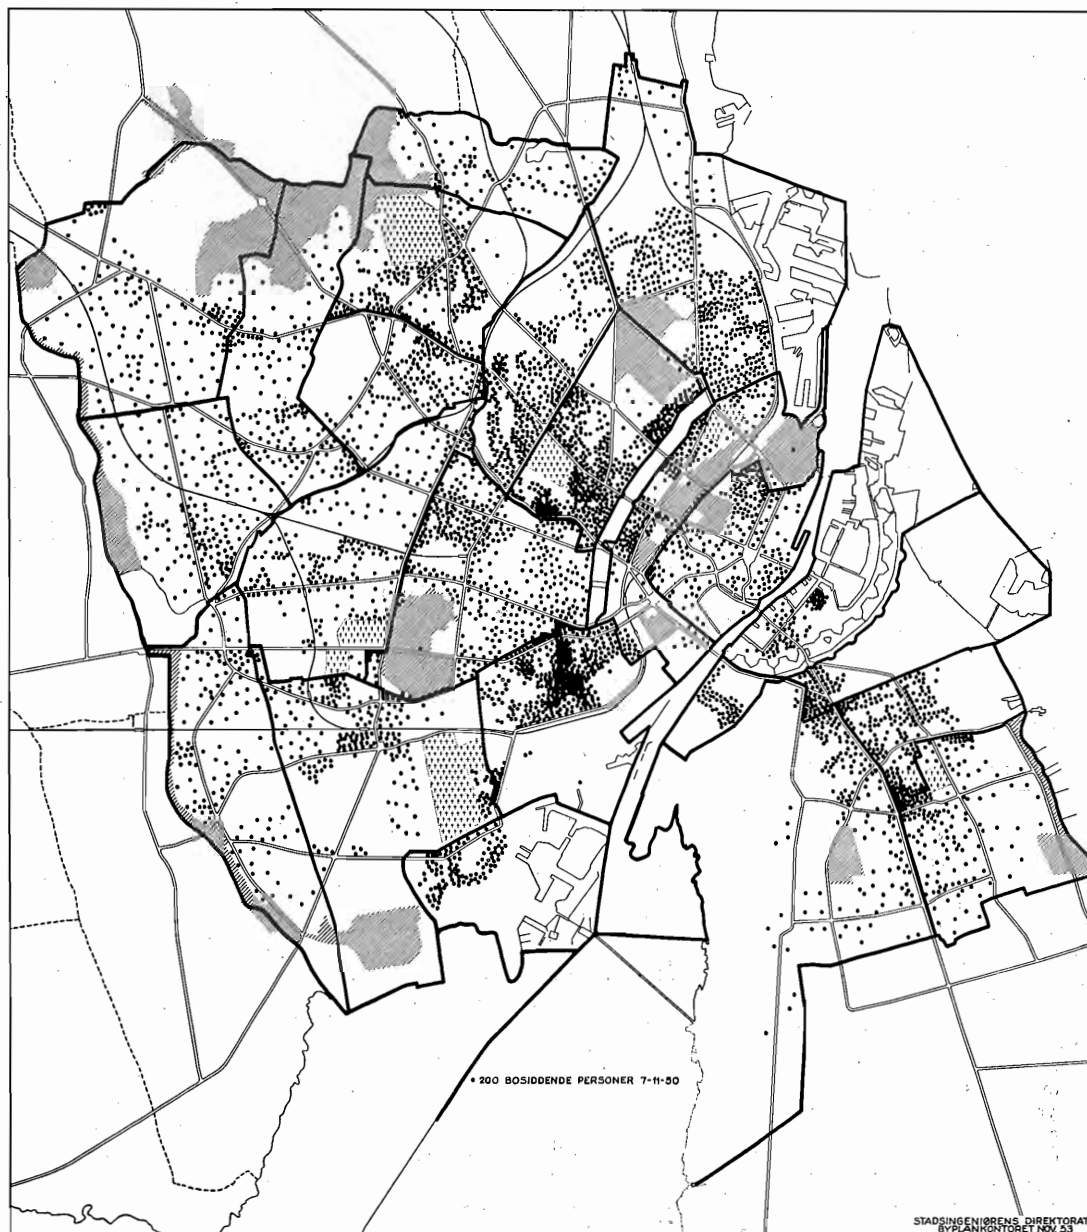 • 200 BOSIDDENDE PERSONER 7-11-50
STADSINGENIØRENS DIREKTORAT
BYPLANKONTORET NOV. 53